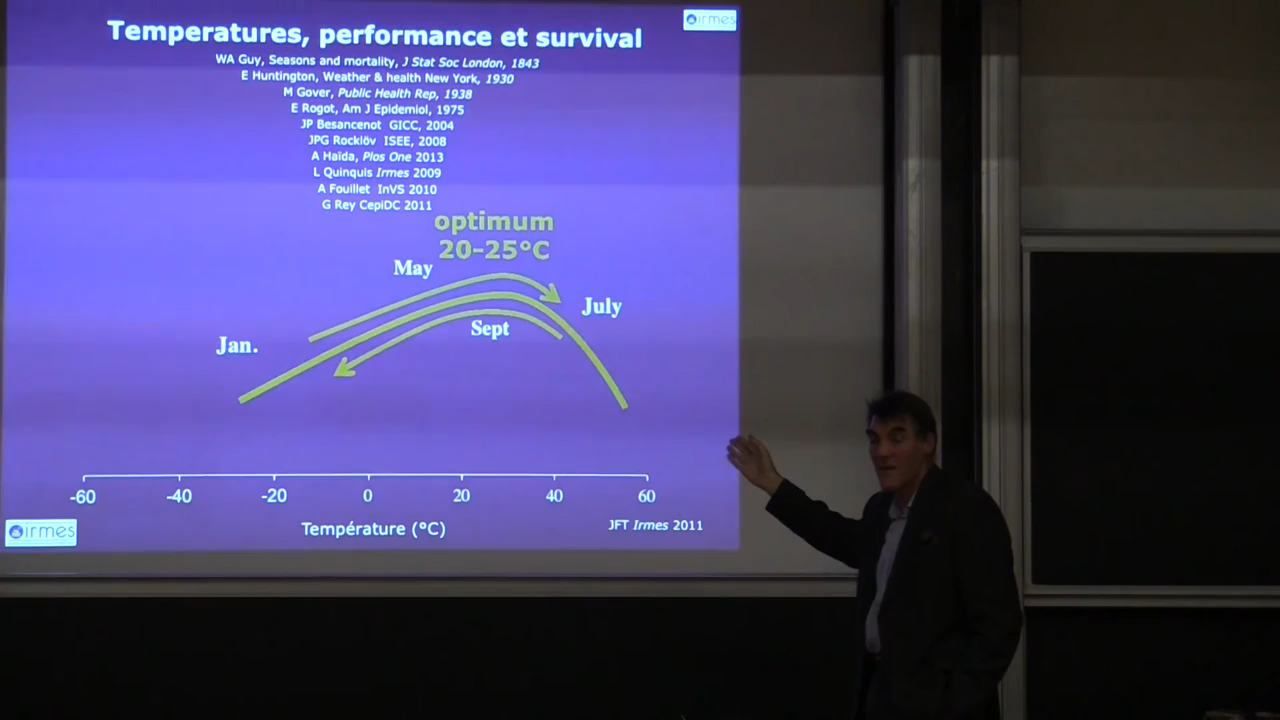 irmes
Temperatures, performance et survival
WA Guy, Seasons and mortality, J Stat Soc London, 1843
E Huntington, Weather & health New York, 1930
M Gover, Public Health Rep, 1938
E Rogot, Am J Epidemiol, 1975
JP Besancenot GICC, 2004
JPG Rocklöv ISEE, 2008
A Haïda, Plos One 2013
L Quinquis Irmes 2009
A Fouillet InVS 2010
G Rey CepiDC 2011
optimum
20-25°C
May
July
Sept
Jan.
-60 -40 -20 0 20 40 60
Température (°C)
JFT Irmes 2011
irmes